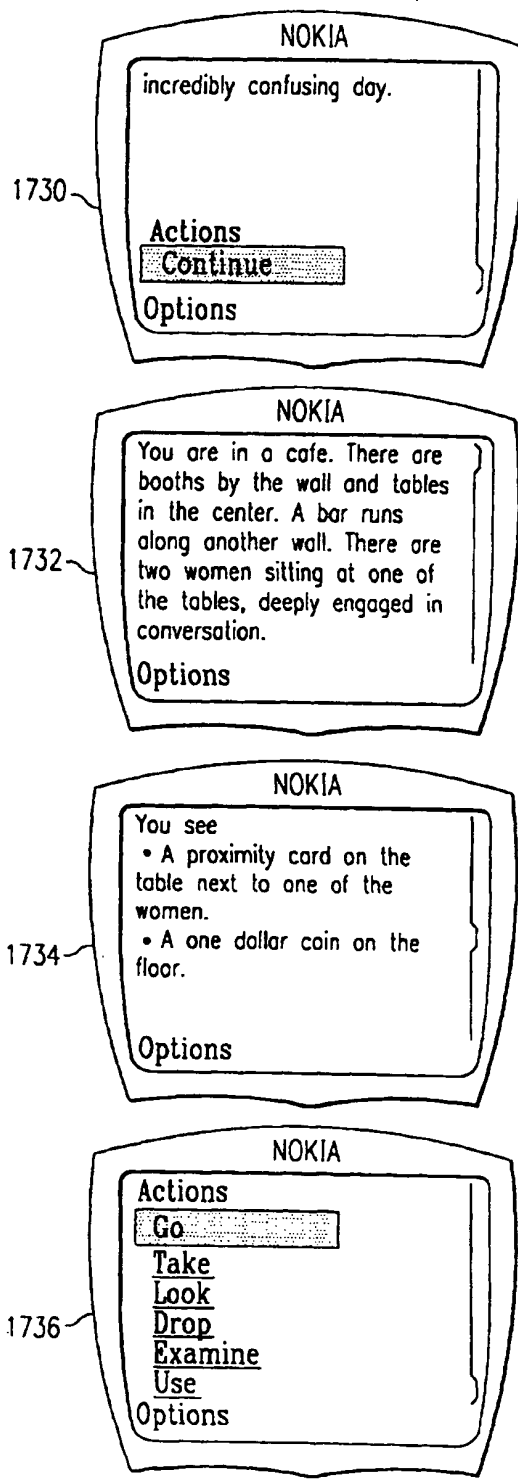 NOKIA
incredibly confusing day.
1730
Actions
Continue
Options
NOKIA
You are in a cafe. There are
booths by the wall and tables
in the center. A bar runs
along another wall. There are
two women sitting at one of
the tables, deeply engaged in
conversation.
1732
Options
NOKIA
You see
• A proximity card on the
table next to one of the
women.
• A one dollar coin on the
floor.
1734
Options
NOKIA
Actions
Go
Take
Look
Drop
Examine
Use
1736
Options